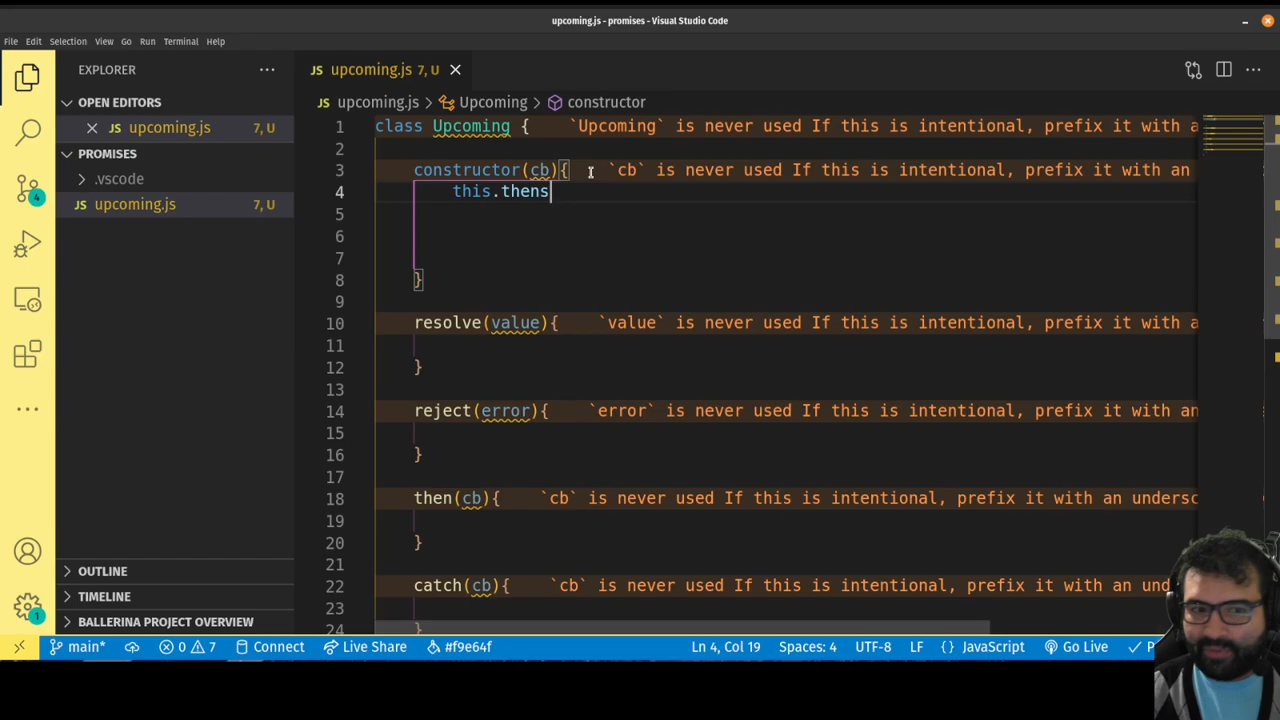 upcoming.js - promises - Visual Studio Code
File Edit Selection View Go Run Terminal Help
EXPLORER
JS upcoming.js 7, U
OPEN EDITORS
JS upcoming.js > Upcoming > constructor
JS upcoming.js 7, U
PROMISES
.vscode
JS upcoming.js 7, U
1 class Upcoming { `Upcoming` is never used If this is intentional, prefix it with a
2
3 constructor(cb){ `cb` is never used If this is intentional, prefix it with an
4 this.thens
5
6
7
8 }
9
10 resolve(value){ `value` is never used If this is intentional, prefix it with a
11
12 }
13
14 reject(error){ `error` is never used If this is intentional, prefix it with an
15
16 }
17
18 then(cb){ `cb` is never used If this is intentional, prefix it with an undersc
19
20 }
21
22 catch(cb){ `cb` is never used If this is intentional, prefix it with an und
23
24 }
4
1
OUTLINE
TIMELINE
BALLERINA PROJECT OVERVIEW
main* 0 7 Connect Live Share #f9e64f Ln 4, Col 19 Spaces: 4 UTF-8 LF {} JavaScript Go Live